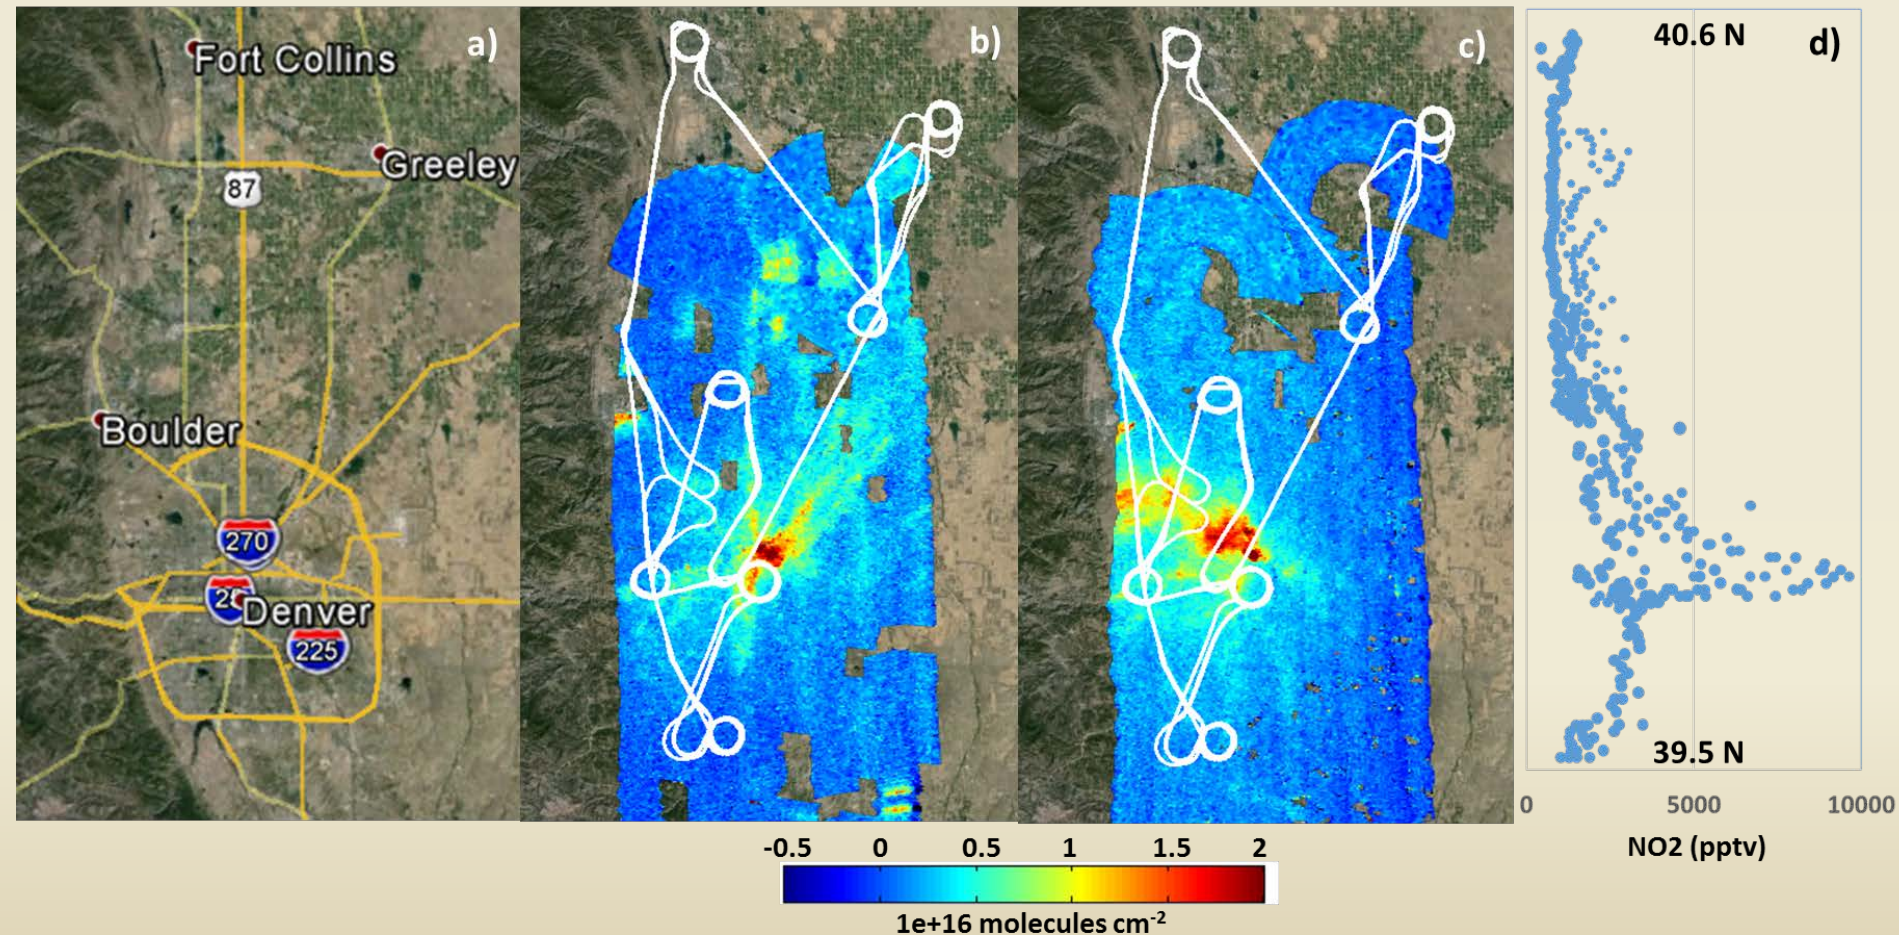 a)
Fort Collins
Greeley
87
Boulder
270
25
Denver
225
b)
c)
d)
40.6 N
39.5 N
0 5000 10000
NO2 (pptv)
-0.5 0 0.5 1 1.5 2
1e+16 molecules cm-2